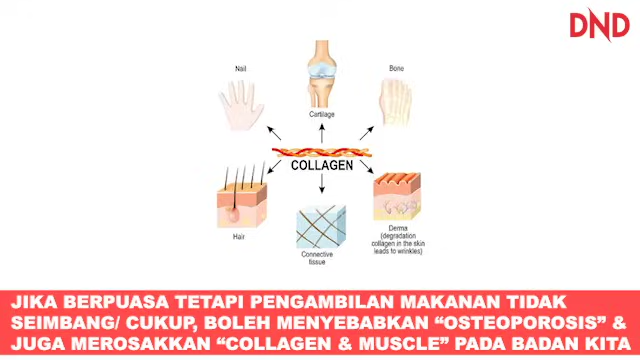 DND
Nail
Bone
Cartilage
COLLAGEN
Hair
Connective
tissue
Derma
(degradation
collagen in the skin
leads to wrinkles)
JIKA BERPUASA TETAPI PENGAMBILAN MAKANAN TIDAK
SEIMBANG/ CUKUP, BOLEH MENYEBABKAN “OSTEOPOROSIS” &
JUGA MEROSAKKAN “COLLAGEN & MUSCLE” PADA BADAN KITA